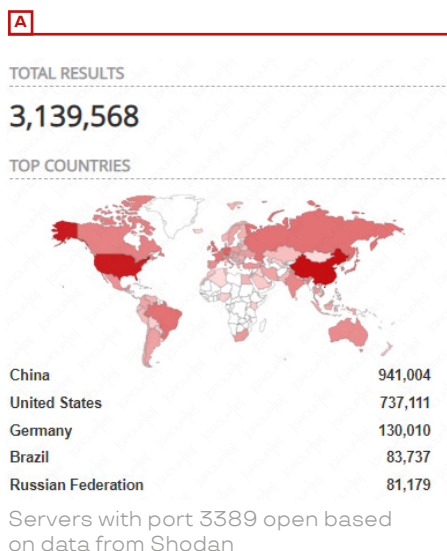 A
TOTAL RESULTS
3,139,568
TOP COUNTRIES
China 941,004
United States 737,111
Germany 130,010
Brazil 83,737
Russian Federation 81,179
Servers with port 3389 open based
on data from Shodan